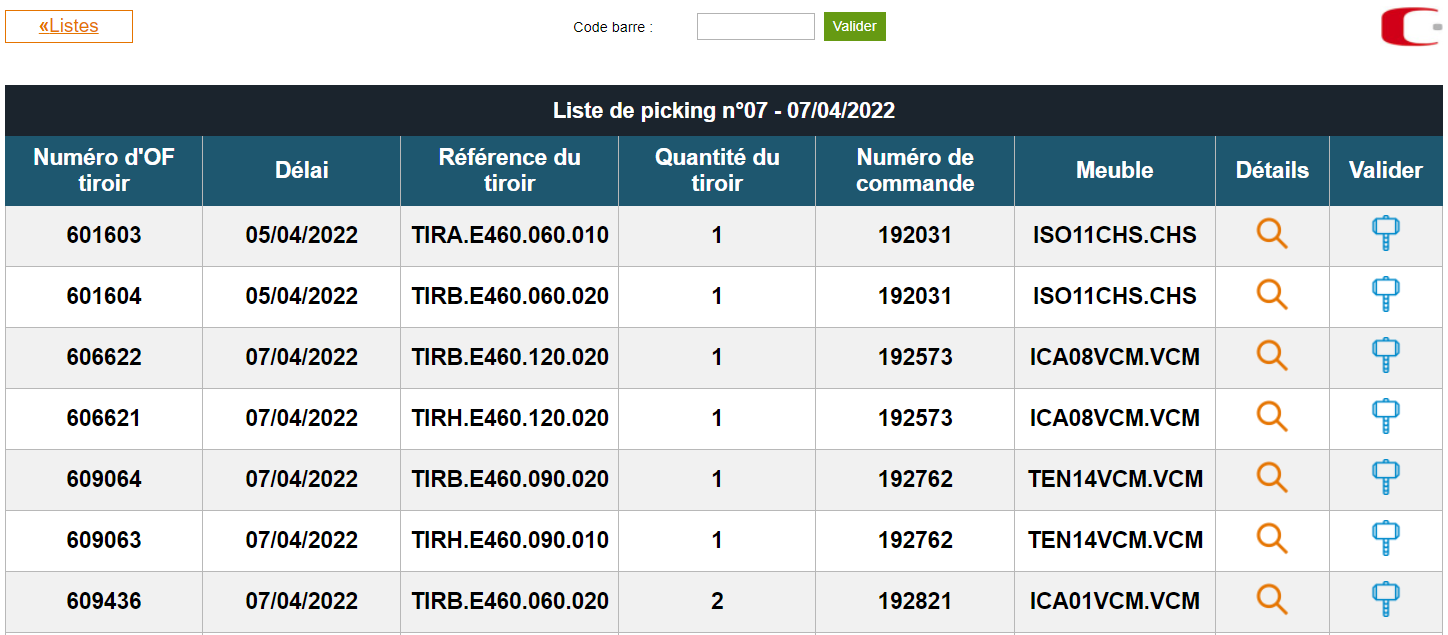 «Listes
Code barre :
Valider
Liste de picking n°07 - 07/04/2022
Numéro d'OF tiroir Délai Référence du tiroir Quantité du tiroir Numéro de commande Meuble Détails Valider
601603 05/04/2022 TIRA.E460.060.010 1 192031 ISO11CHS.CHS
601604 05/04/2022 TIRB.E460.060.020 1 192031 ISO11CHS.CHS
606622 07/04/2022 TIRB.E460.120.020 1 192573 ICA08VCM.VCM
606621 07/04/2022 TIRH.E460.120.020 1 192573 ICA08VCM.VCM
609064 07/04/2022 TIRB.E460.090.020 1 192762 TEN14VCM.VCM
609063 07/04/2022 TIRH.E460.090.010 1 192762 TEN14VCM.VCM
609436 07/04/2022 TIRB.E460.060.020 2 192821 ICA01VCM.VCM